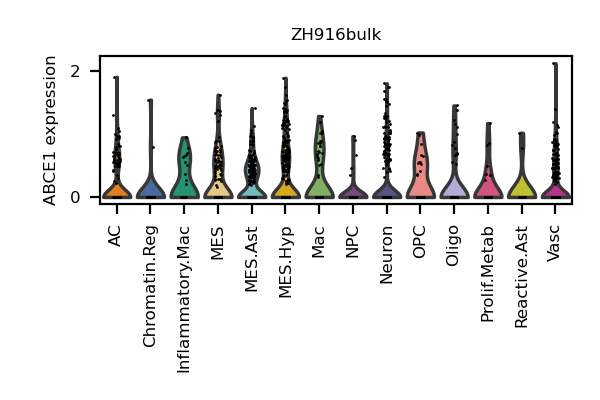 ZH916bulk
ABCE1 expression
2
0
AC
Chromatin.Reg
Inflammatory.Mac
MES
MES.Ast
MES.Hyp
Mac
NPC
Neuron
OPC
Oligo
Prolif.Metab
Reactive.Ast
Vasc